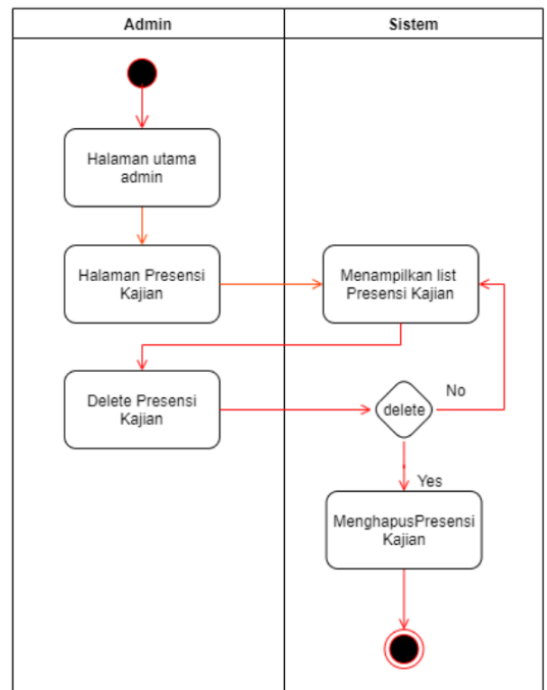 Admin
Sistem
Halaman utama
admin
Halaman Presensi
Kajian
Menampilkan list
Presensi Kajian
Delete Presensi
Kajian
delete
No
Yes
MenghapusPresensi
Kajian